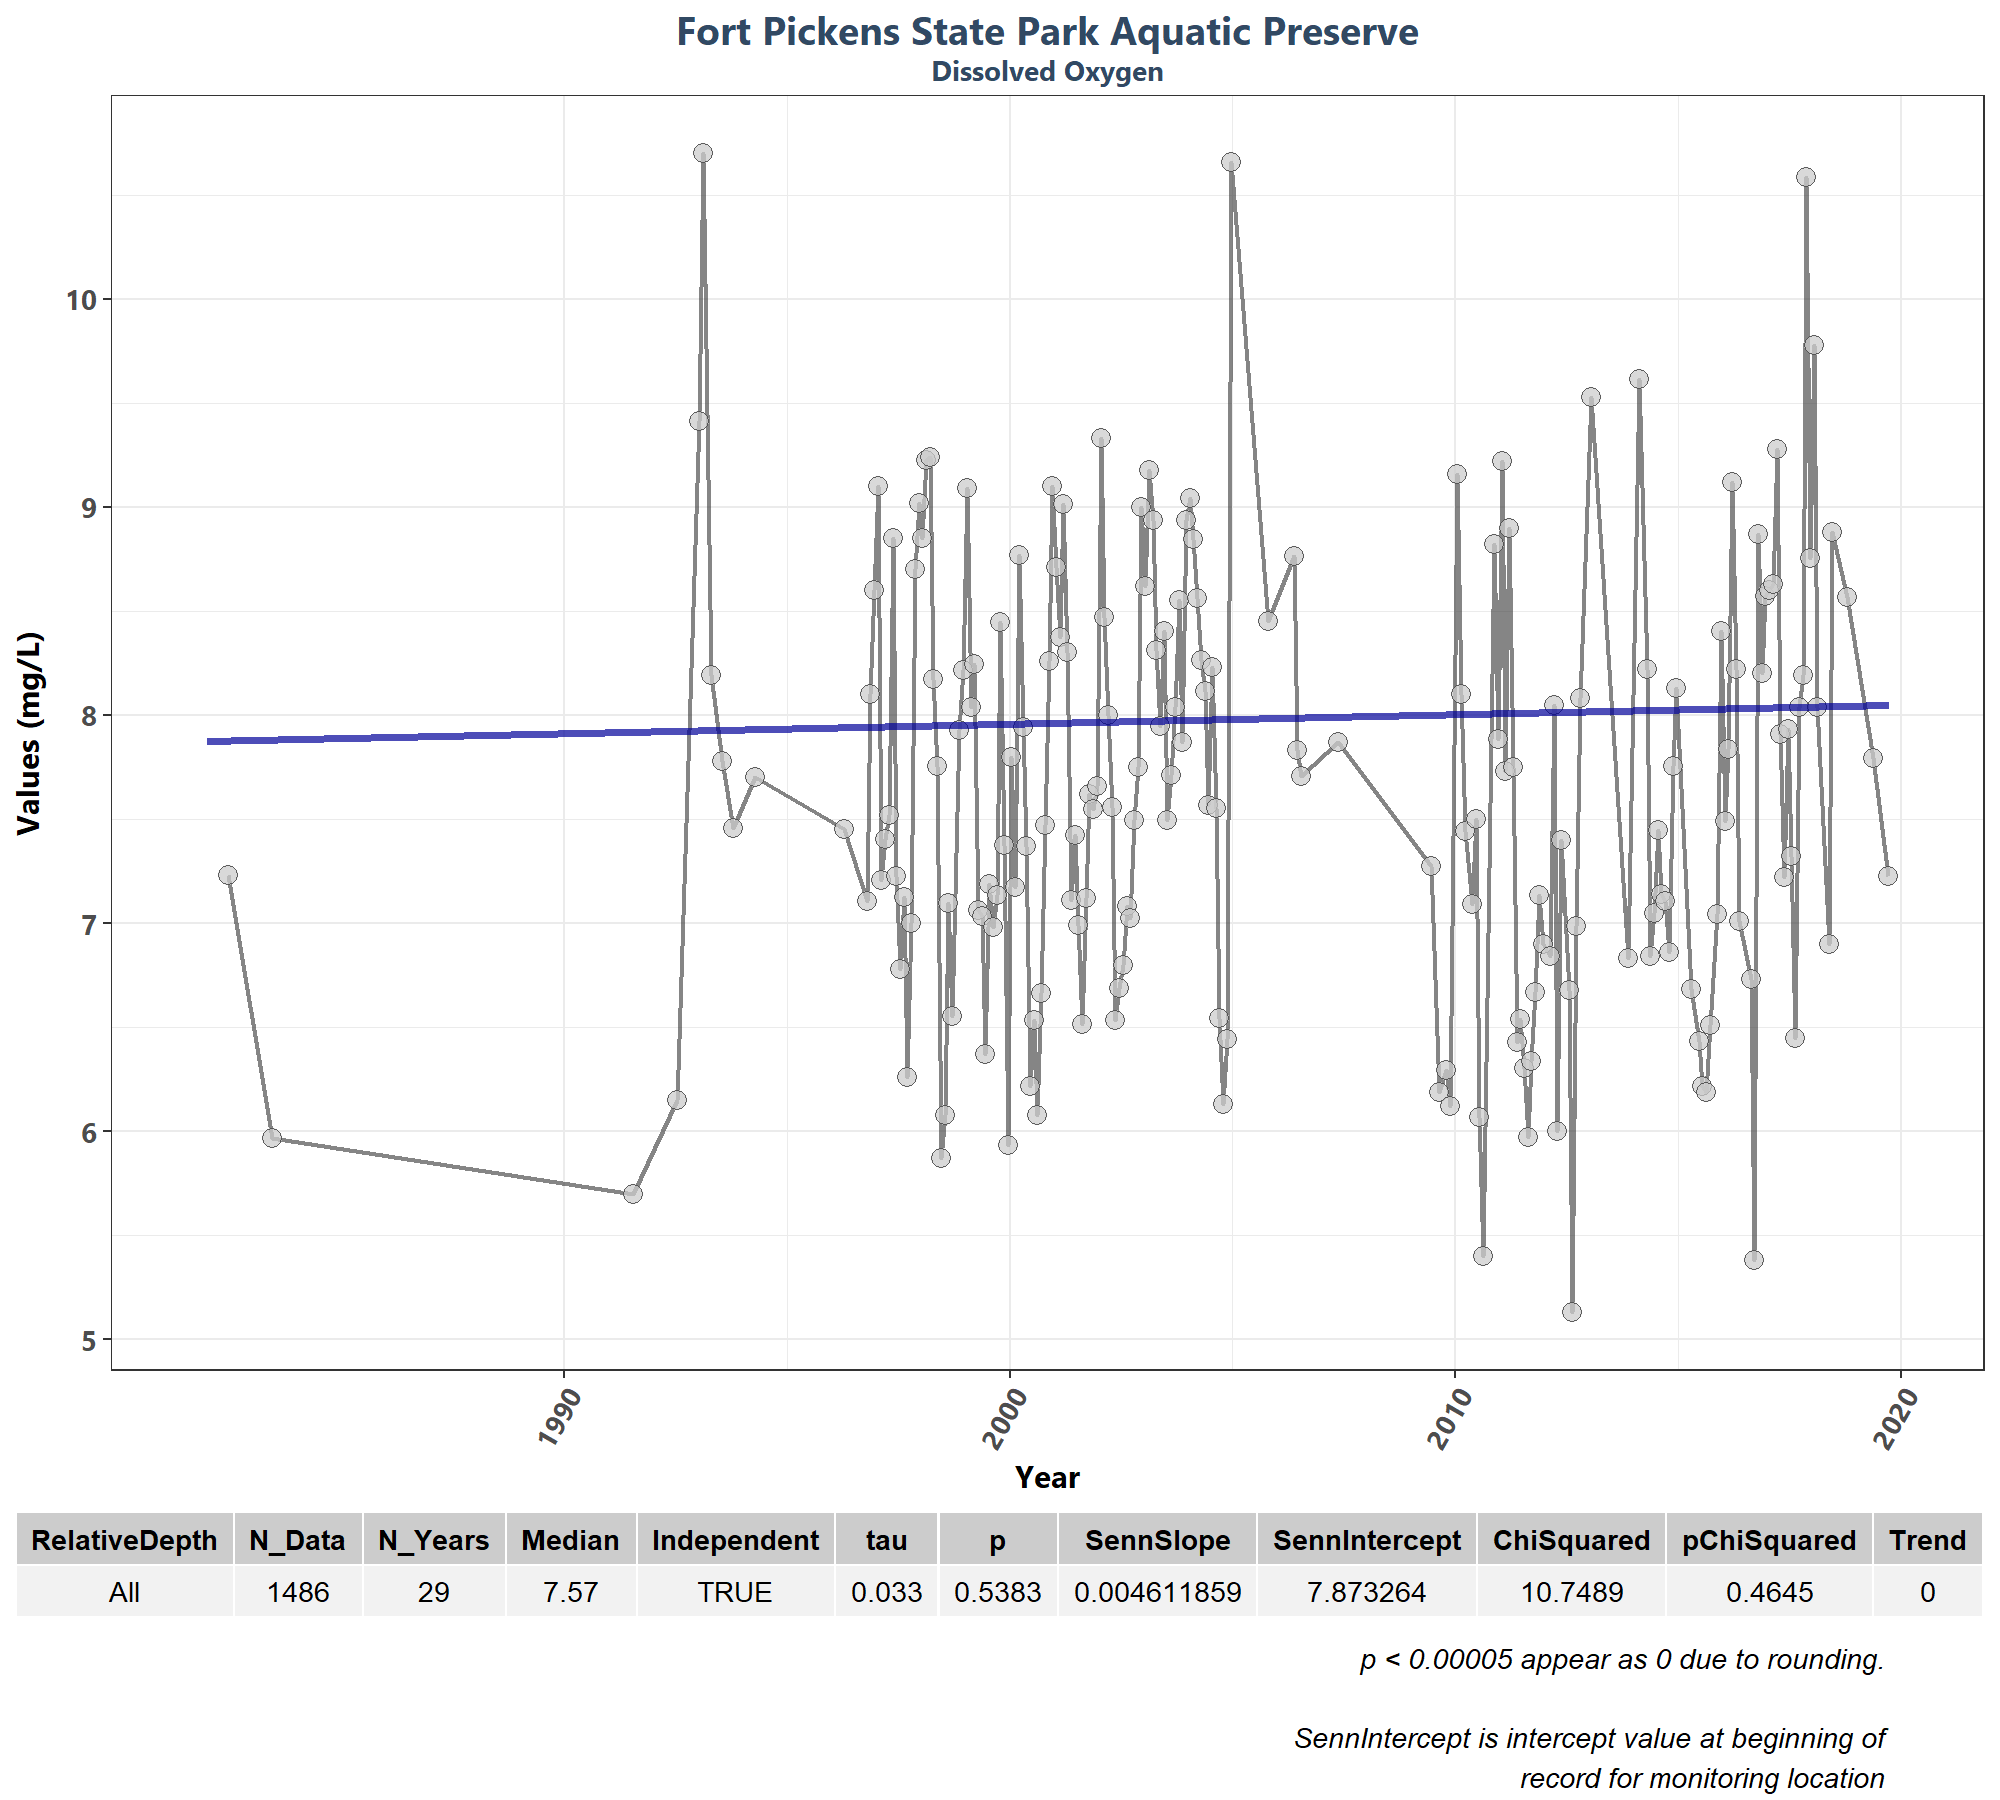 Fort Pickens State Park Aquatic Preserve
Dissolved Oxygen
Values (mg/L)
10
9
8
7
6
5
1990 2000 2010 2020
Year
RelativeDepth N_Data N_Years Median Independent tau p SennSlope SennIntercept ChiSquared pChiSquared Trend
All 1486 29 7.57 TRUE 0.033 0.5383 0.004611859 7.873264 10.7489 0.4645 0
p < 0.00005 appear as 0 due to rounding.
SennIntercept is intercept value at beginning of
record for monitoring location